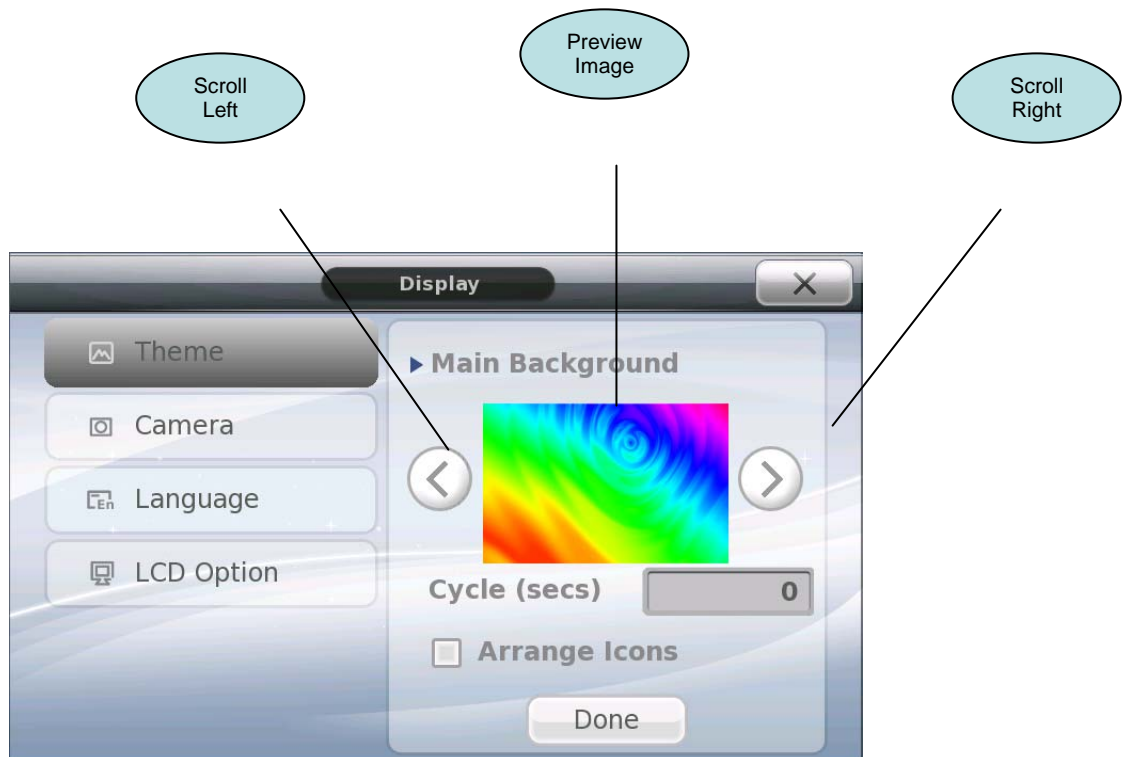 Preview
Image
Scroll
Left
Scroll
Right
Display
Theme
Camera
En Language
LCD Option
Main Background
Cycle (secs) 0
Arrange Icons
Done